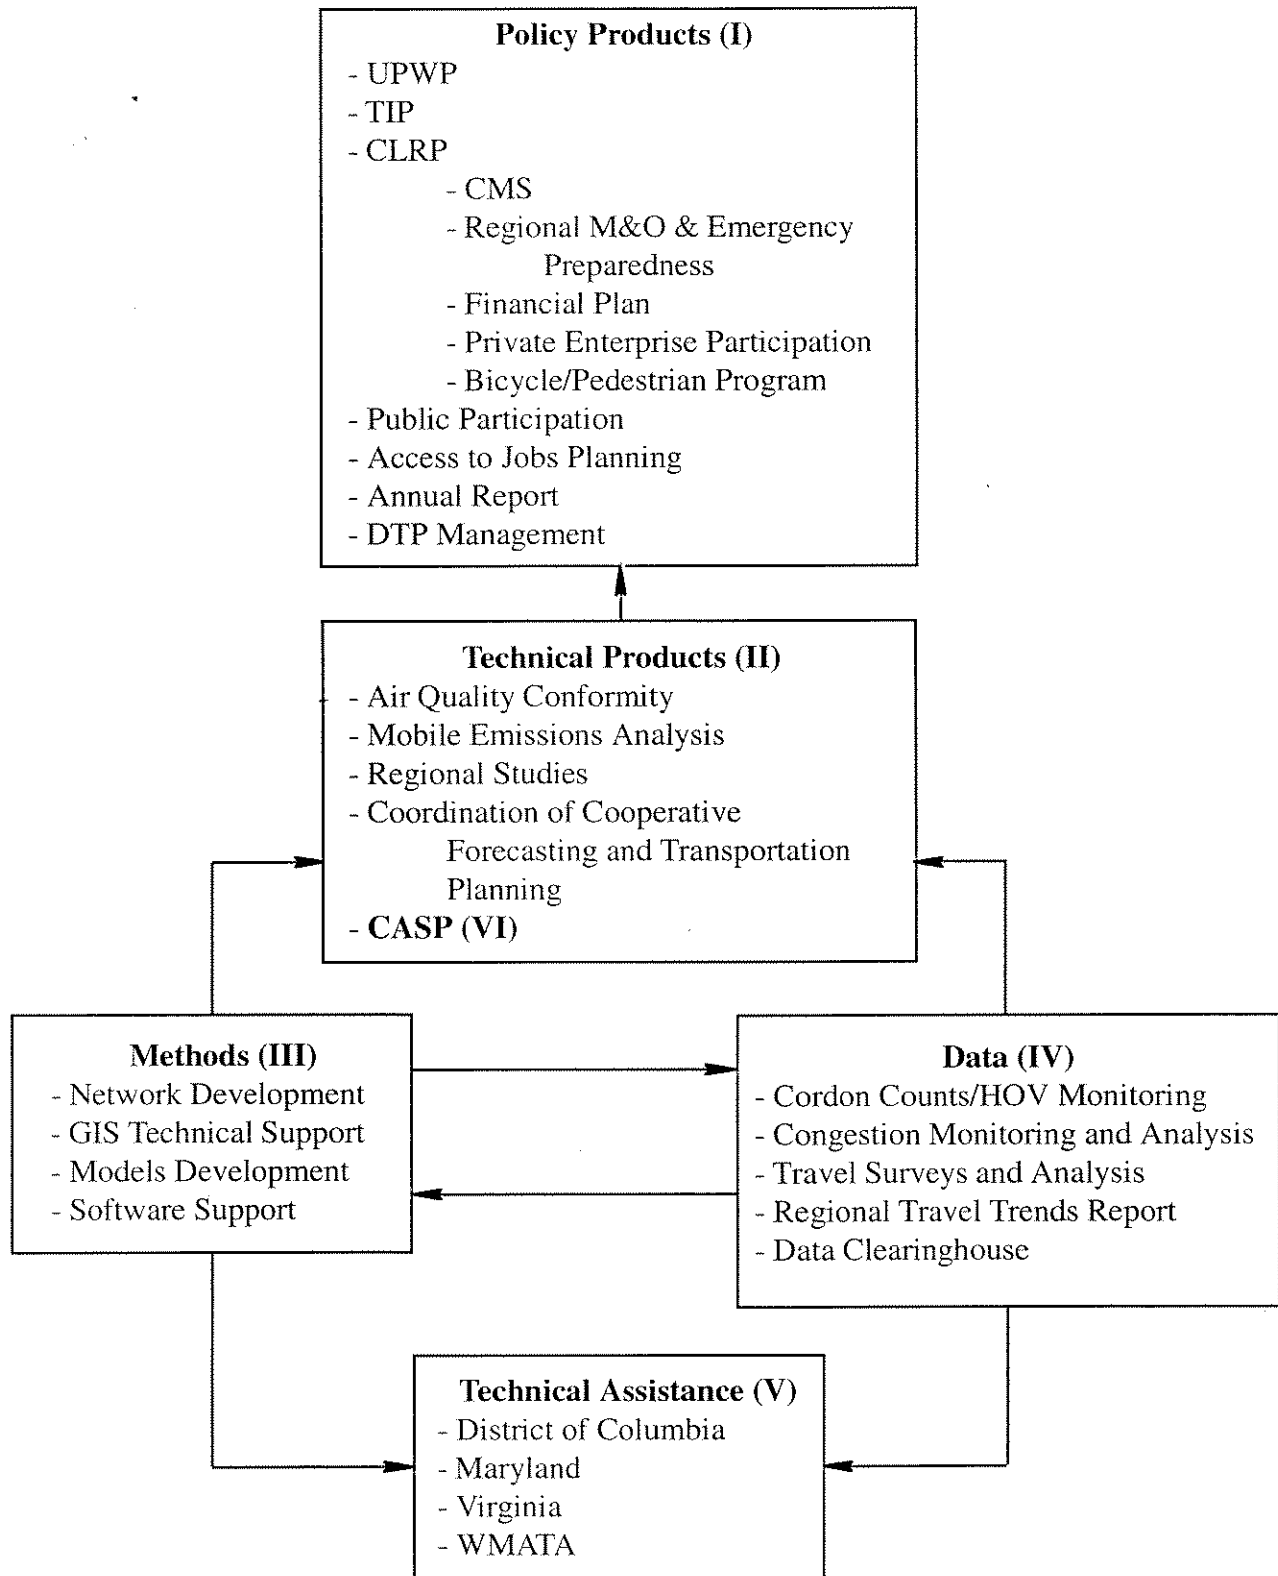 Policy Products (I)
- UPWP
- TIP
- CLRP
- CMS
- Regional M&O & Emergency
Preparedness
- Financial Plan
- Private Enterprise Participation
- Bicycle/Pedestrian Program
- Public Participation
- Access to Jobs Planning
- Annual Report
- DTP Management
Technical Products (II)
- Air Quality Conformity
- Mobile Emissions Analysis
- Regional Studies
- Coordination of Cooperative
Forecasting and Transportation
Planning
- CASP (VI)
Methods (III)
- Network Development
- GIS Technical Support
- Models Development
- Software Support
Data (IV)
- Cordon Counts/HOV Monitoring
- Congestion Monitoring and Analysis
- Travel Surveys and Analysis
- Regional Travel Trends Report
- Data Clearinghouse
Technical Assistance (V)
- District of Columbia
- Maryland
- Virginia
- WMATA